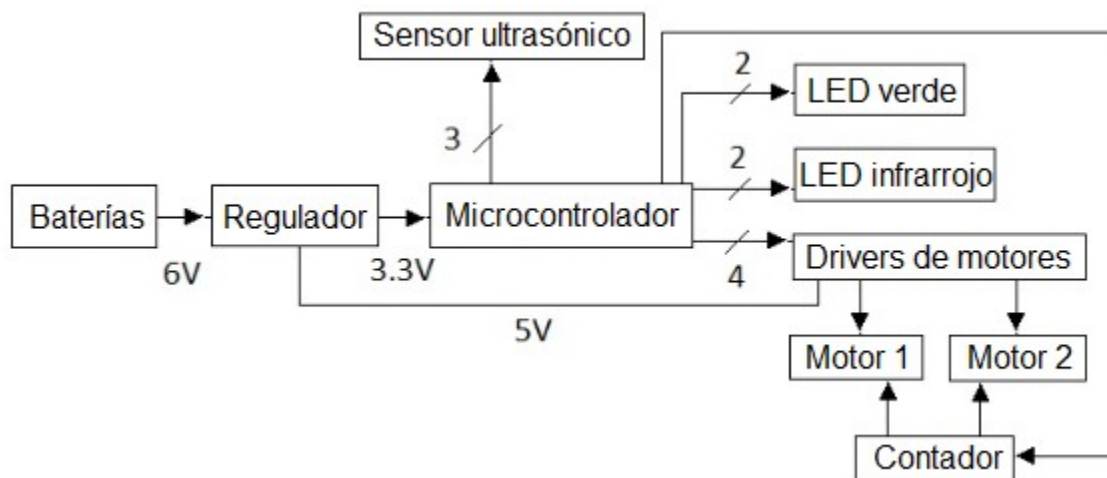 Sensor ultrasónico
2
LED verde
3
2
LED infrarrojo
Baterías
Regulador
Microcontrolador
6V
3.3V
4
Drivers de motores
5V
Motor 1
Motor 2
Contador